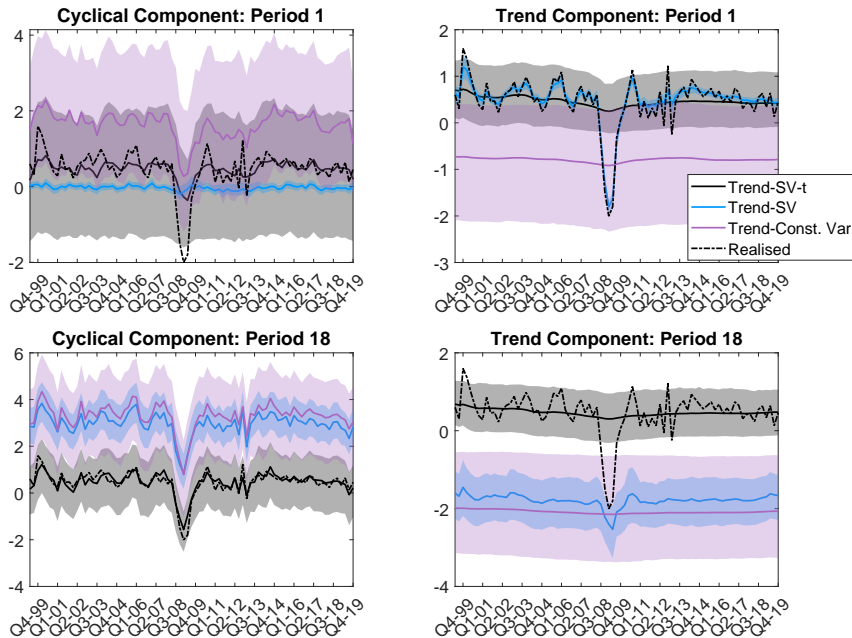 Cyclical Component: Period 1
4
2
0
-2
Q4-99
Q1-01
Q2-02
Q3-03
Q4-04
Q1-06
Q2-07
Q3-08
Q4-09
Q1-11
Q2-12
Q3-13
Q4-14
Q1-16
Q2-17
Q3-18
Q4-19
Trend Component: Period 1
2
1
0
-1
-2
-3
Q4-99
Q1-01
Q2-02
Q3-03
Q4-04
Q1-06
Q2-07
Q3-08
Q4-09
Q1-11
Q2-12
Q3-13
Q4-14
Q1-16
Q2-17
Q3-18
Q4-19
Trend-SV-t
Trend-SV
Trend-Const. Var
Realised
Cyclical Component: Period 18
6
4
2
0
-2
-4
Q4-99
Q1-01
Q2-02
Q3-03
Q4-04
Q1-06
Q2-07
Q3-08
Q4-09
Q1-11
Q2-12
Q3-13
Q4-14
Q1-16
Q2-17
Q3-18
Q4-19
Trend Component: Period 18
2
0
-2
-4
Q4-99
Q1-01
Q2-02
Q3-03
Q4-04
Q1-06
Q2-07
Q3-08
Q4-09
Q1-11
Q2-12
Q3-13
Q4-14
Q1-16
Q2-17
Q3-18
Q4-19